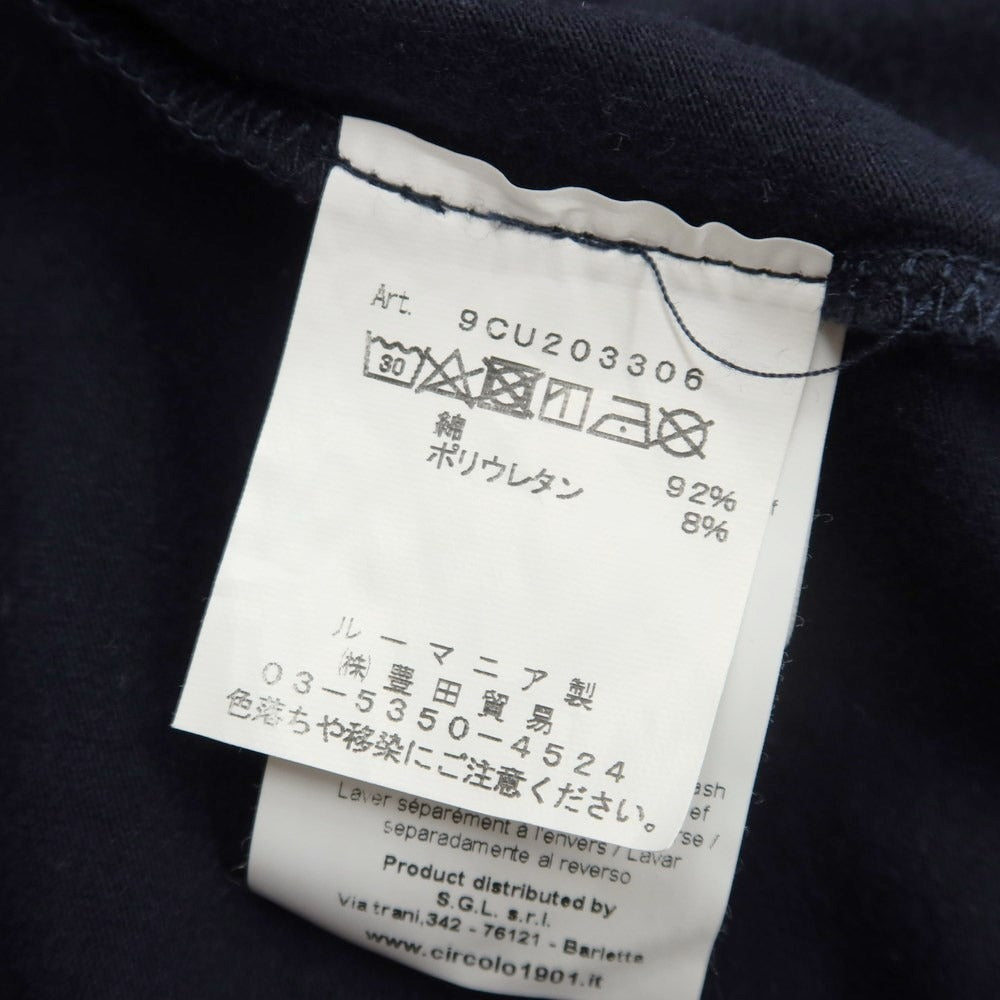 Art. 9CU203306
30
綿 92%
ポリウレタン 8%
ルーマニア製
㈱豊田貿易
03-5350-4524
色落ちや移染にご注意ください。
Laver séparément à l'envers / Lavar
separadamente al reverso
Product distributed by
S.G.L. s.r.l.
Via trani,342 - 76121 - Barletta
www.circolo1901.it